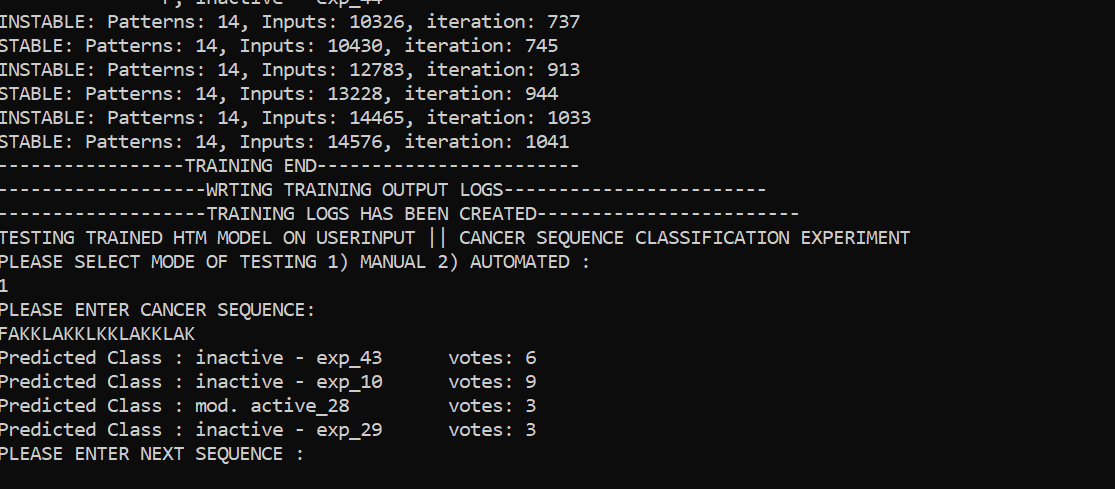 exp_44
INSTABLE: Patterns: 14, Inputs: 10326, iteration: 737
STABLE: Patterns: 14, Inputs: 10430, iteration: 745
INSTABLE: Patterns: 14, Inputs: 12783, iteration: 913
STABLE: Patterns: 14, Inputs: 13228, iteration: 944
INSTABLE: Patterns: 14, Inputs: 14465, iteration: 1033
STABLE: Patterns: 14, Inputs: 14576, iteration: 1041
-----------------TRAINING END------------------------
-------------------WRTING TRAINING OUTPUT LOGS------------------------
-------------------TRAINING LOGS HAS BEEN CREATED------------------------
TESTING TRAINED HTM MODEL ON USERINPUT || CANCER SEQUENCE CLASSIFICATION EXPERIMENT
PLEASE SELECT MODE OF TESTING 1) MANUAL 2) AUTOMATED :
1
PLEASE ENTER CANCER SEQUENCE:
FAKKLAKKLKKLAKKLAK
Predicted Class : inactive - exp_43      votes: 6
Predicted Class : inactive - exp_10      votes: 9
Predicted Class : mod. active_28         votes: 3
Predicted Class : inactive - exp_29      votes: 3
PLEASE ENTER NEXT SEQUENCE :